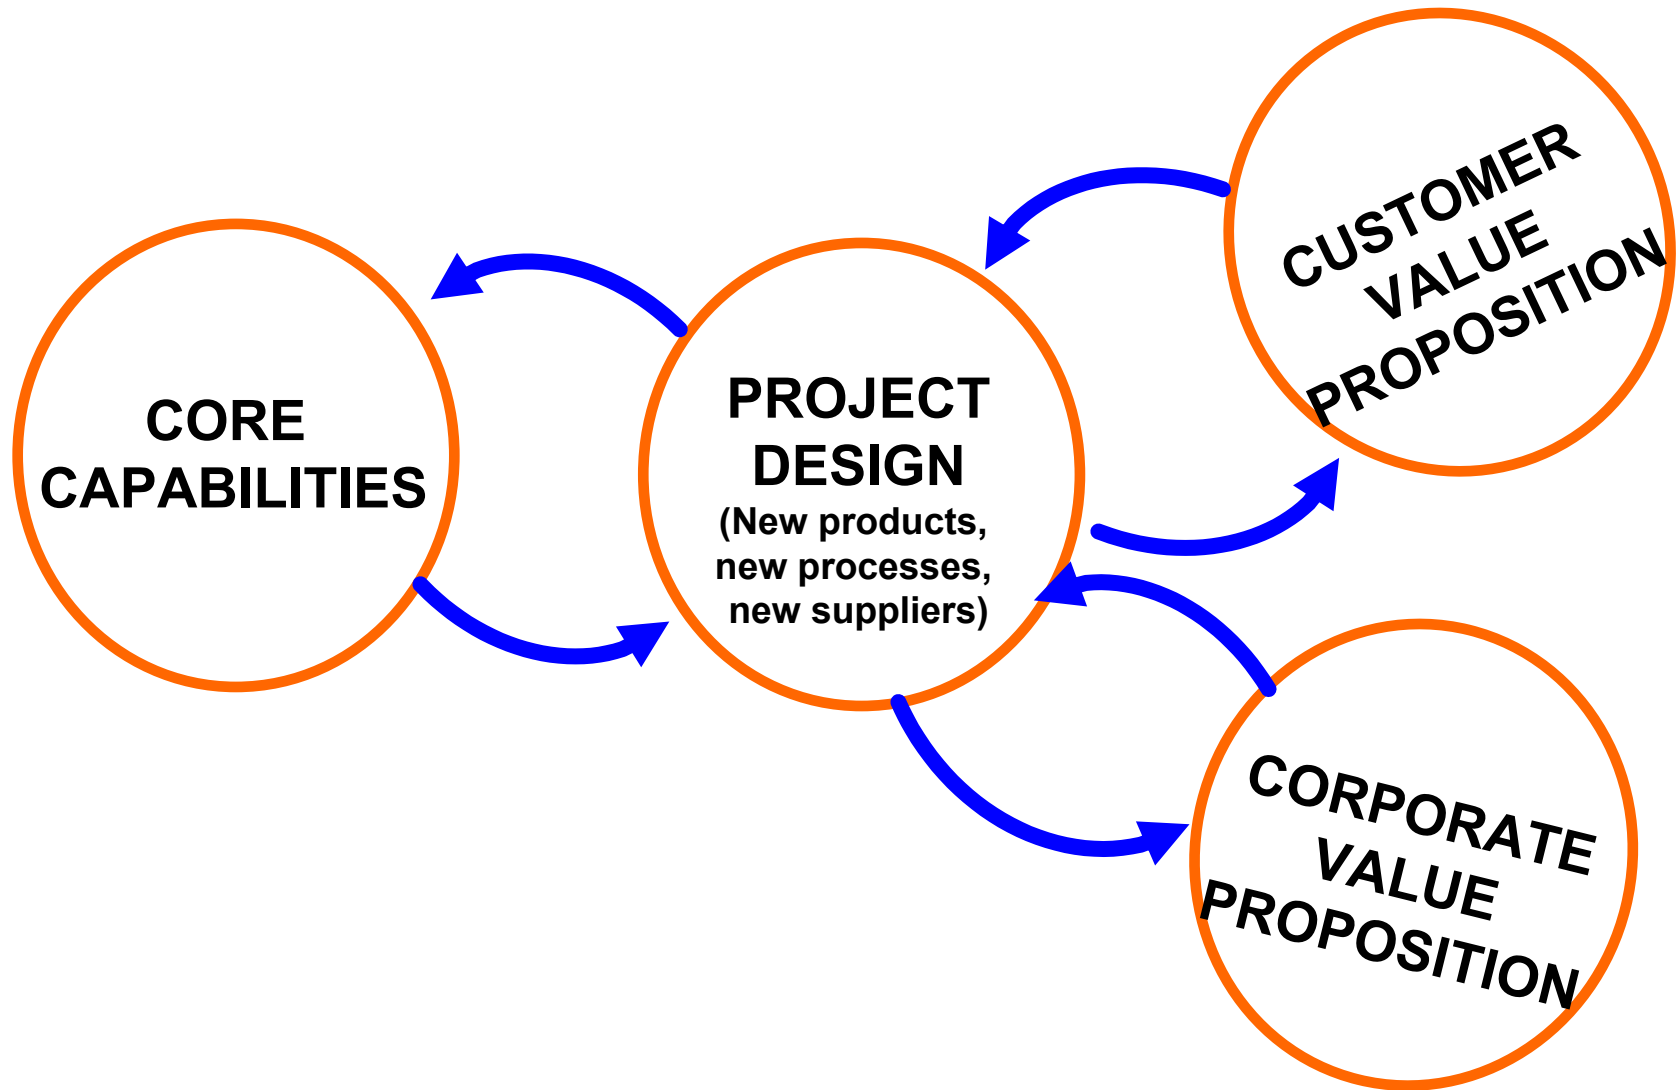 CORE
CAPABILITIES
PROJECT
DESIGN
(New products,
new processes,
new suppliers)
CUSTOMER
VALUE
PROPOSITION
CORPORATE
VALUE
PROPOSITION